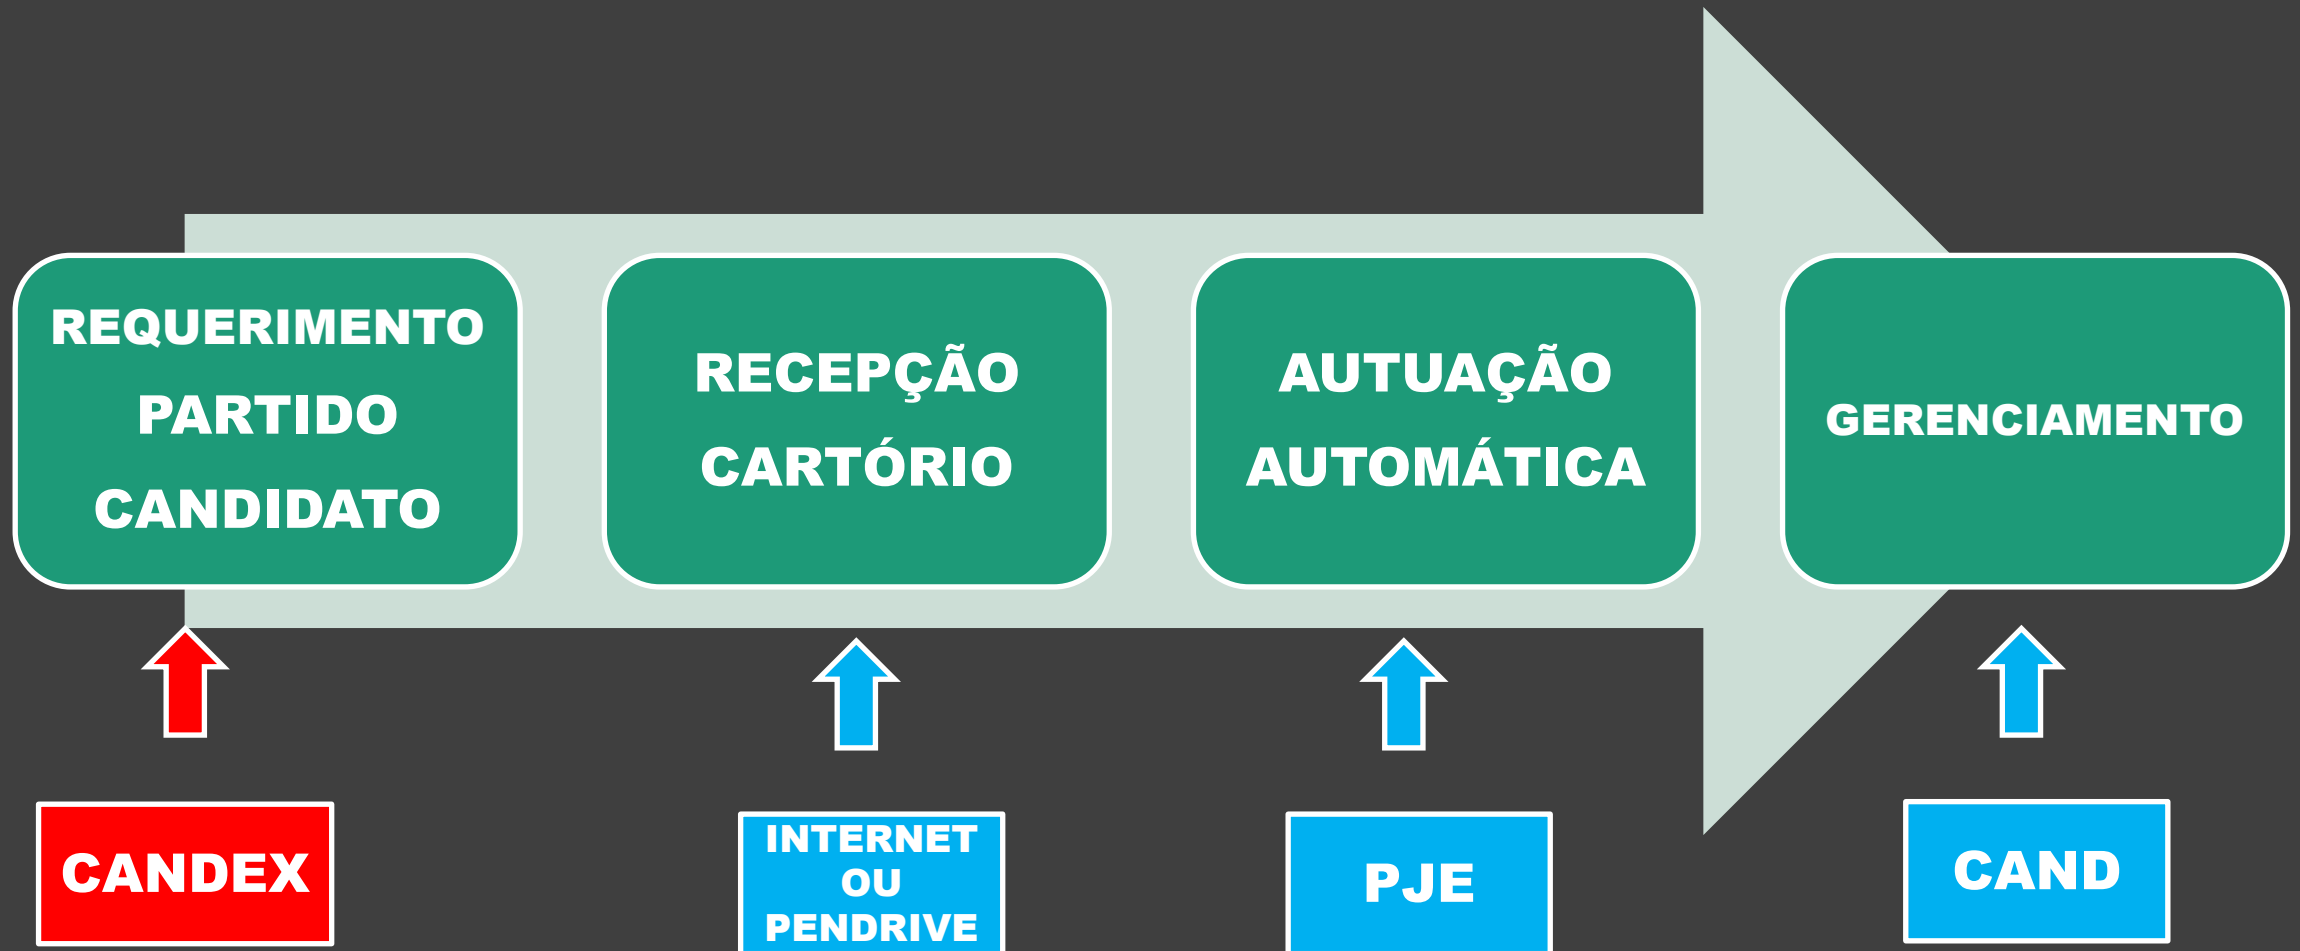 REQUERIMENTO
PARTIDO
CANDIDATO
RECEPÇÃO
CARTÓRIO
AUTUAÇÃO
AUTOMÁTICA
GERENCIAMENTO
CANDEX
INTERNET
OU
PENDRIVE
PJE
CAND